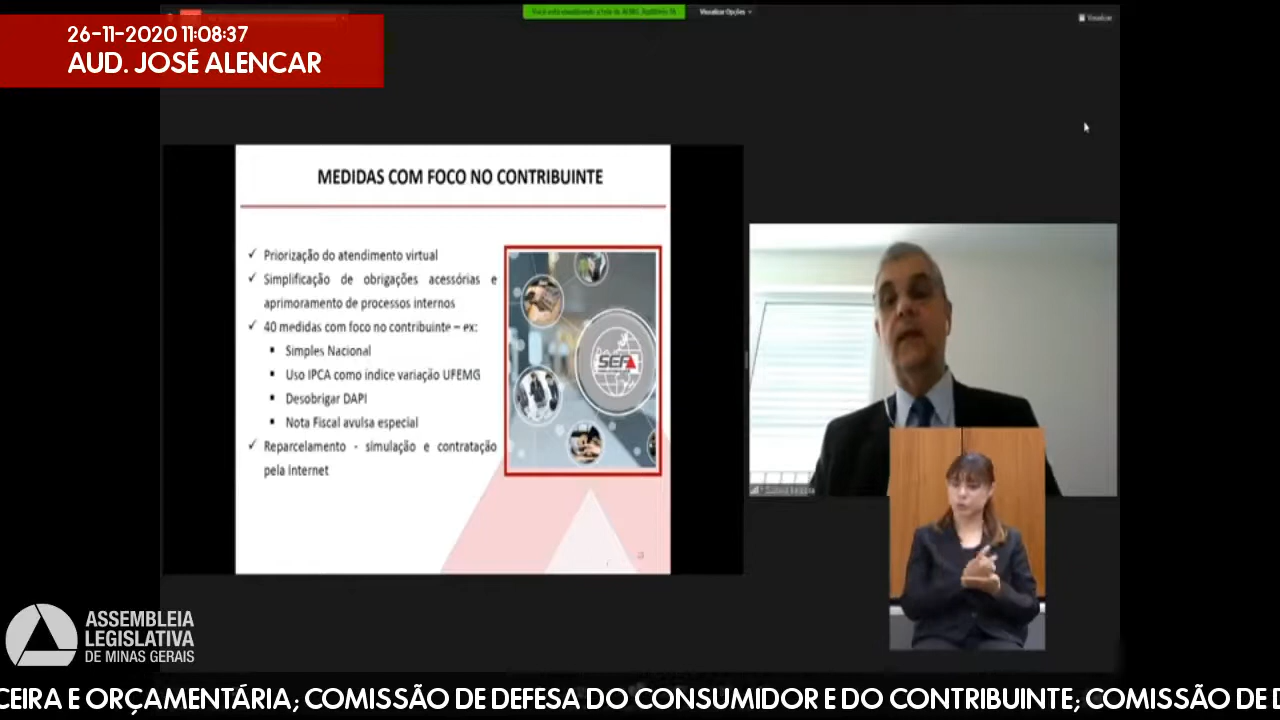 26-11-2020 11:08:37
AUD. JOSÉ ALENCAR
Visualizar Opções
Visualizar
MEDIDAS COM FOCO NO CONTRIBUINTE
✓ Priorização do atendimento virtual
✓ Simplificação de obrigações acessórias e
aprimoramento de processos internos
✓ 40 medidas com foco no contribuinte – ex:
▪ Simples Nacional
▪ Uso IPCA como índice variação UFEMG
▪ Desobrigar DAPI
▪ Nota Fiscal avulsa especial
✓ Reparcelamento - simulação e contratação
pela internet
SEFA
ASSEMBLEIA
LEGISLATIVA
DE MINAS GERAIS
CEIRA E ORÇAMENTÁRIA; COMISSÃO DE DEFESA DO CONSUMIDOR E DO CONTRIBUINTE; COMISSÃO DE D